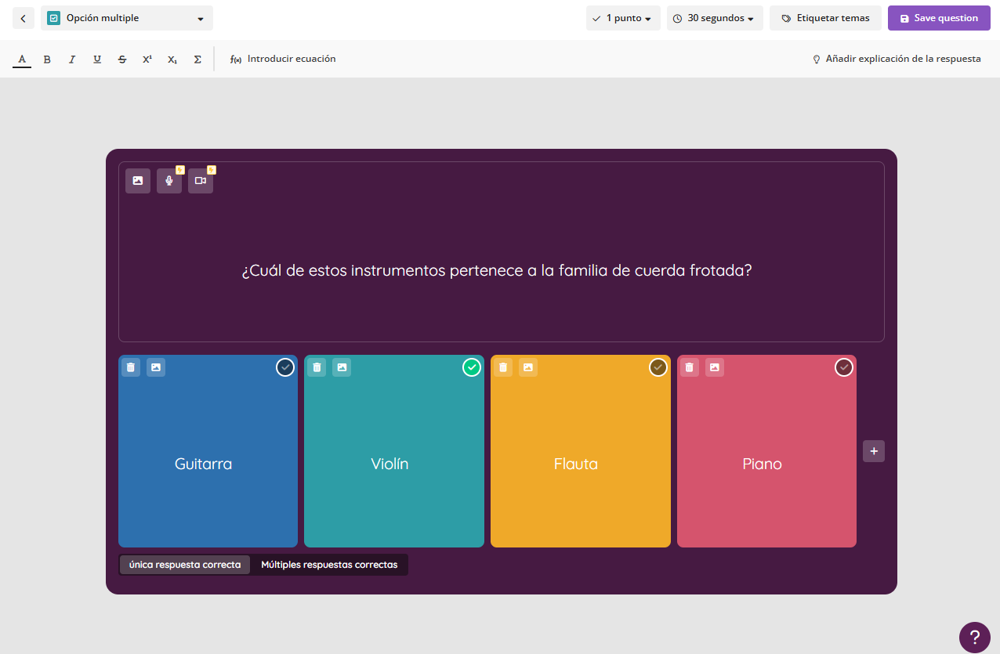 Opción multiple
1 punto
30 segundos
Etiquetar temas
Save question
A B I U S X¹ X₁ Σ
f(x) Introducir ecuación
Añadir explicación de la respuesta
¿Cuál de estos instrumentos pertenece a la familia de cuerda frotada?
Guitarra
Violín
Flauta
Piano
+
única respuesta correcta
Múltiples respuestas correctas
?